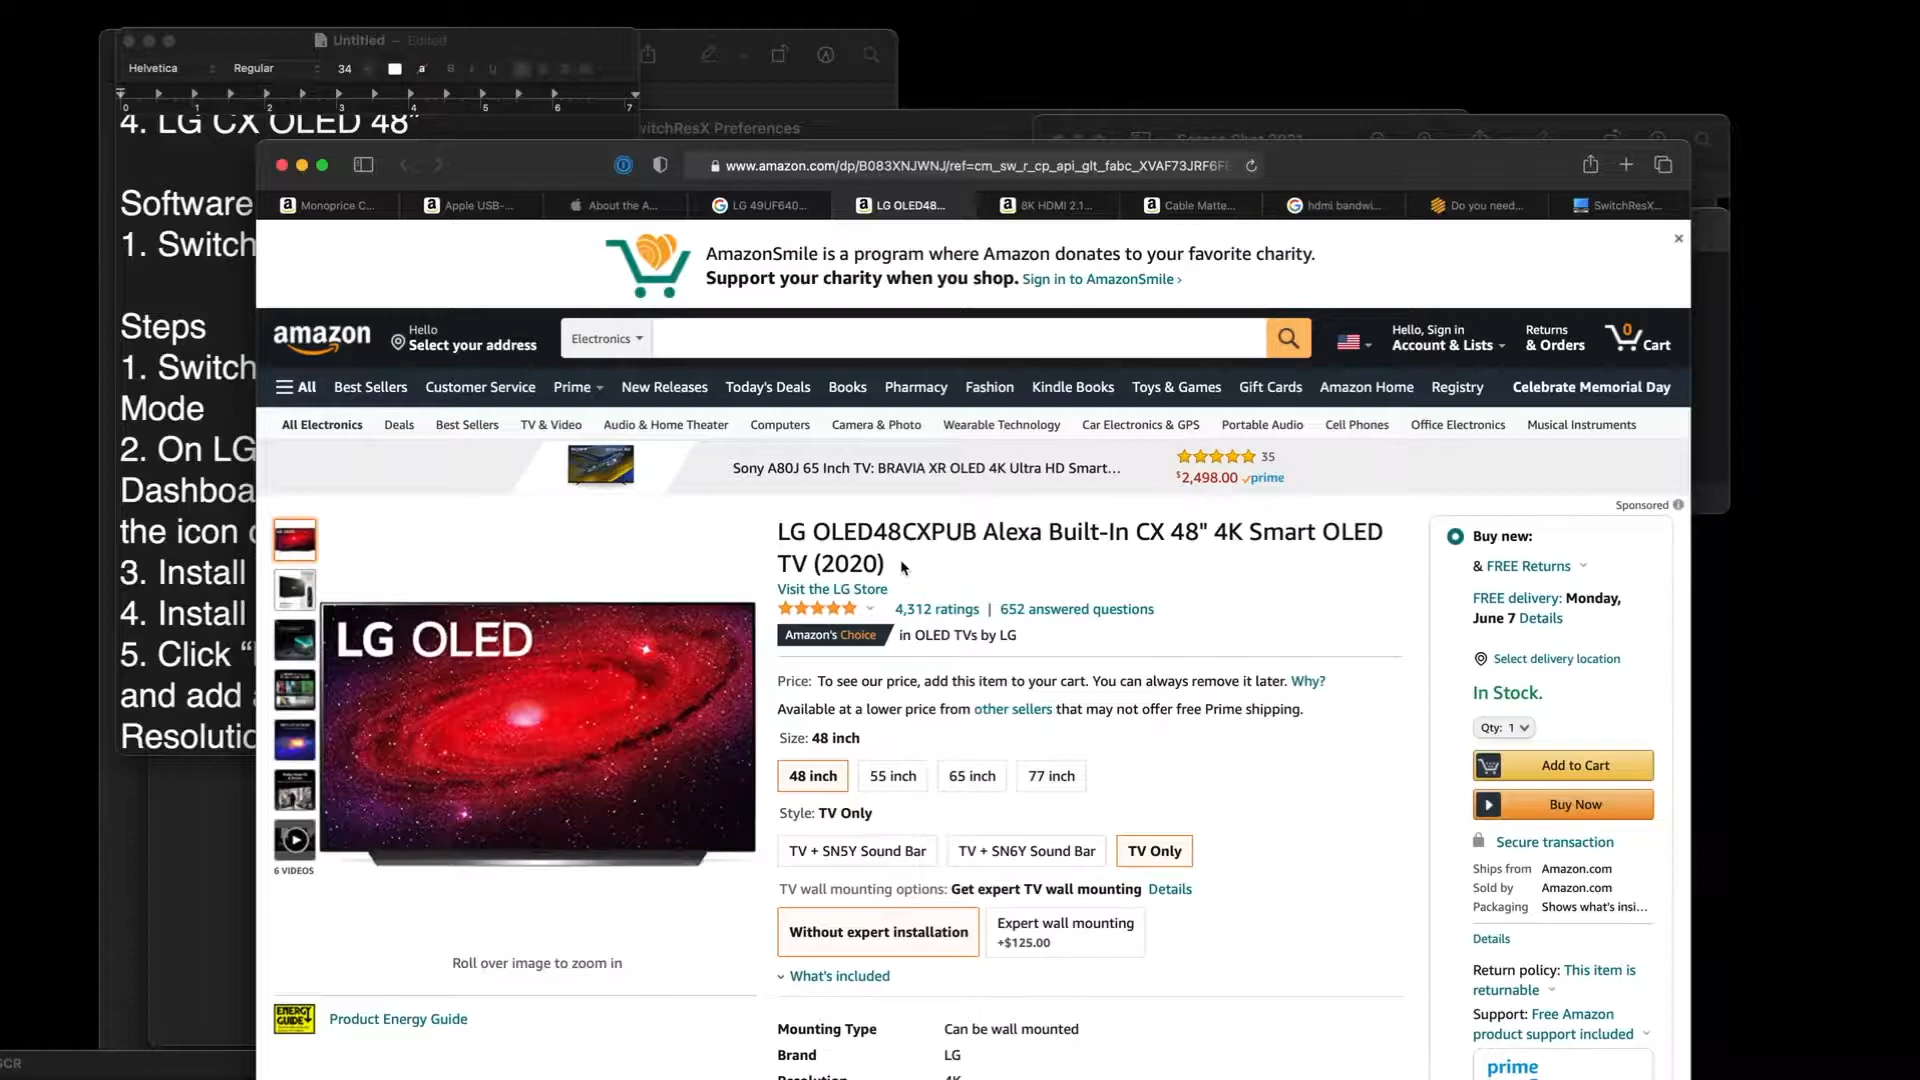 Untitled — Edited
Helvetica Regular 34 a B I U
0 1 2 3 4 5 6 7
4. LG CX OLED 48”
Software
1. Switch
Steps
1. Switch
Mode
2. On LG
Dashboa
the icon
3. Install
4. Install
5. Click “
and add
Resolutio
witchResX Preferences
www.amazon.com/dp/B083XNJWNJ/ref=cm_sw_r_cp_api_glt_fabc_XVAF73JRF6F
Monoprice C... Apple USB-... About the A... LG 49UF640... LG OLED48... 8K HDMI 2.1... Cable Matte... hdmi bandwi... Do you need... SwitchResX...
AmazonSmile is a program where Amazon donates to your favorite charity.
Support your charity when you shop. Sign in to AmazonSmile ›
amazon Hello Select your address
Electronics
Hello, Sign in
Account & Lists
Returns
& Orders
0 Cart
All Best Sellers Customer Service Prime New Releases Today's Deals Books Pharmacy Fashion Kindle Books Toys & Games Gift Cards Amazon Home Registry Celebrate Memorial Day
All Electronics Deals Best Sellers TV & Video Audio & Home Theater Computers Camera & Photo Wearable Technology Car Electronics & GPS Portable Audio Cell Phones Office Electronics Musical Instruments
Sony A80J 65 Inch TV: BRAVIA XR OLED 4K Ultra HD Smart...
35
$2,498.00 prime
Sponsored
LG OLED
6 VIDEOS
Roll over image to zoom in
ENERGY GUIDE
Product Energy Guide
LG OLED48CXPUB Alexa Built-In CX 48" 4K Smart OLED
TV (2020)
Visit the LG Store
4,312 ratings | 652 answered questions
Amazon's Choice in OLED TVs by LG
Price: To see our price, add this item to your cart. You can always remove it later. Why?
Available at a lower price from other sellers that may not offer free Prime shipping.
Size: 48 inch
48 inch 55 inch 65 inch 77 inch
Style: TV Only
TV + SN5Y Sound Bar TV + SN6Y Sound Bar TV Only
TV wall mounting options: Get expert TV wall mounting Details
Without expert installation
Expert wall mounting
+$125.00
What's included
Mounting Type Can be wall mounted
Brand LG
Resolution 4K
Buy new:
& FREE Returns
FREE delivery: Monday,
June 7 Details
Select delivery location
In Stock.
Qty: 1
Add to Cart
Buy Now
Secure transaction
Ships from Amazon.com
Sold by Amazon.com
Packaging Shows what's insi...
Details
Return policy: This item is
returnable
Support: Free Amazon
product support included
prime